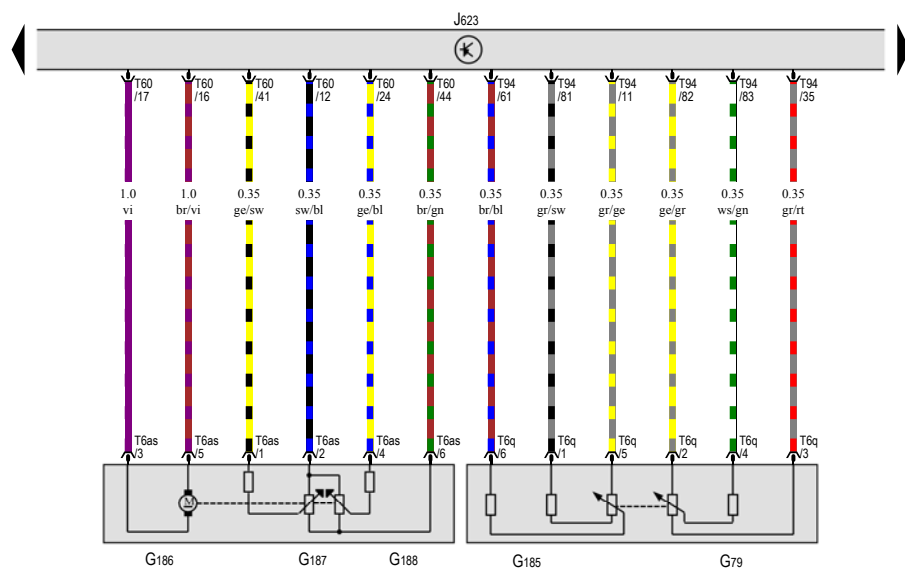 J623
T60 T60 T60 T60 T60 T60 T94 T94 T94 T94 T94 T94
/17 /16 /41 /12 /24 /44 /61 /81 /11 /82 /83 /35
1.0 1.0 0.35 0.35 0.35 0.35 0.35 0.35 0.35 0.35 0.35 0.35
vi br/vi ge/sw sw/bl ge/bl br/gn br/bl gr/sw gr/ge ge/gr ws/gn gr/rt
T6as T6as T6as T6as T6as T6as T6q T6q T6q T6q T6q T6q
/3 /5 /1 /2 /4 /6 /6 /1 /5 /2 /4 /3
M
G186 G187 G188 G185 G79